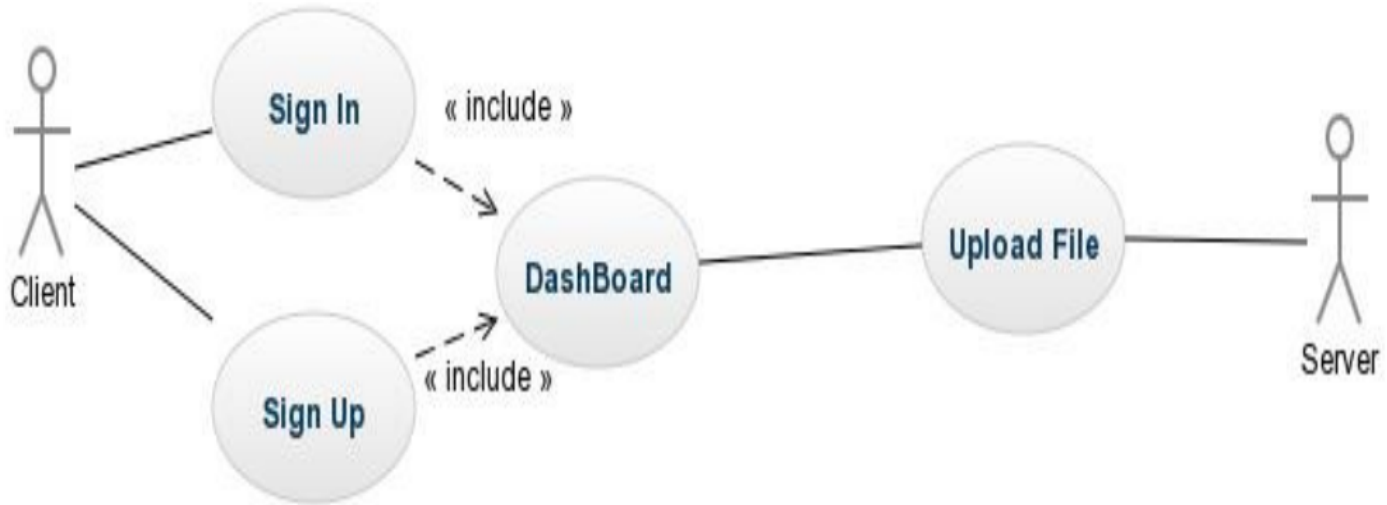 Sign In
« include »
Client
DashBoard
Upload File
Server
« include »
Sign Up